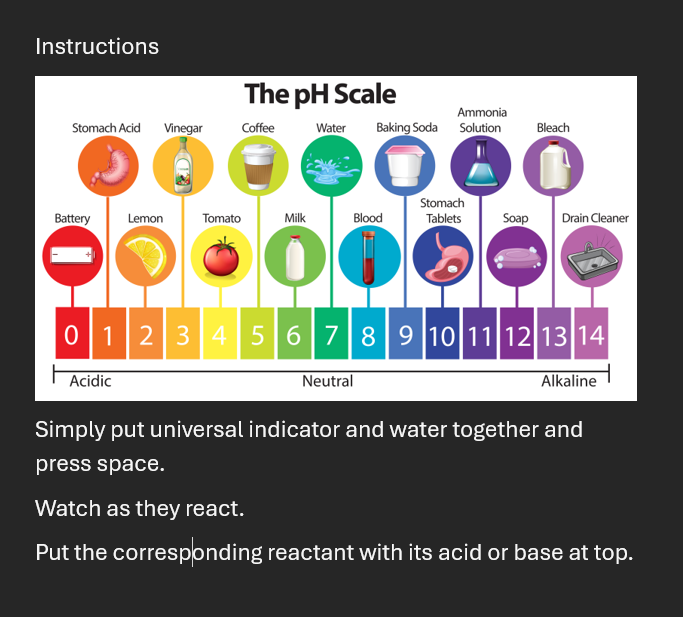 Instructions
The pH Scale
Stomach Acid
Vinegar
Coffee
Water
Baking Soda
Ammonia
Solution
Bleach
Battery
Lemon
Tomato
Milk
Blood
Stomach
Tablets
Soap
Drain Cleaner
0 1 2 3 4 5 6 7 8 9 10 11 12 13 14
Acidic Neutral Alkaline
Simply put universal indicator and water together and
press space.
Watch as they react.
Put the corresponding reactant with its acid or base at top.